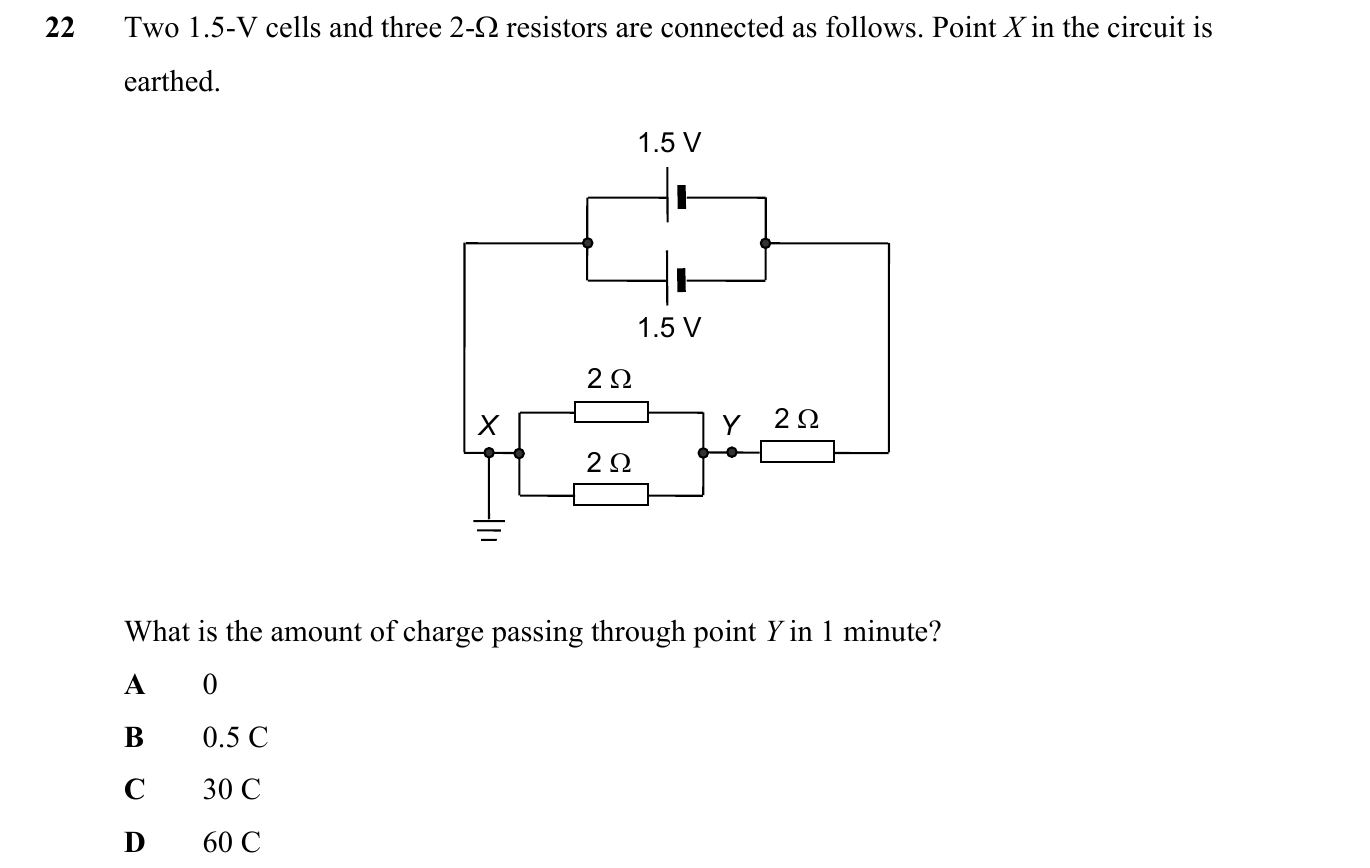 22 Two 1.5-V cells and three 2-Ω resistors are connected as follows. Point X in the circuit is
earthed.
1.5 V
1.5 V
2 Ω
X
Y
2 Ω
2 Ω
What is the amount of charge passing through point Y in 1 minute?
A 0
B 0.5 C
C 30 C
D 60 C